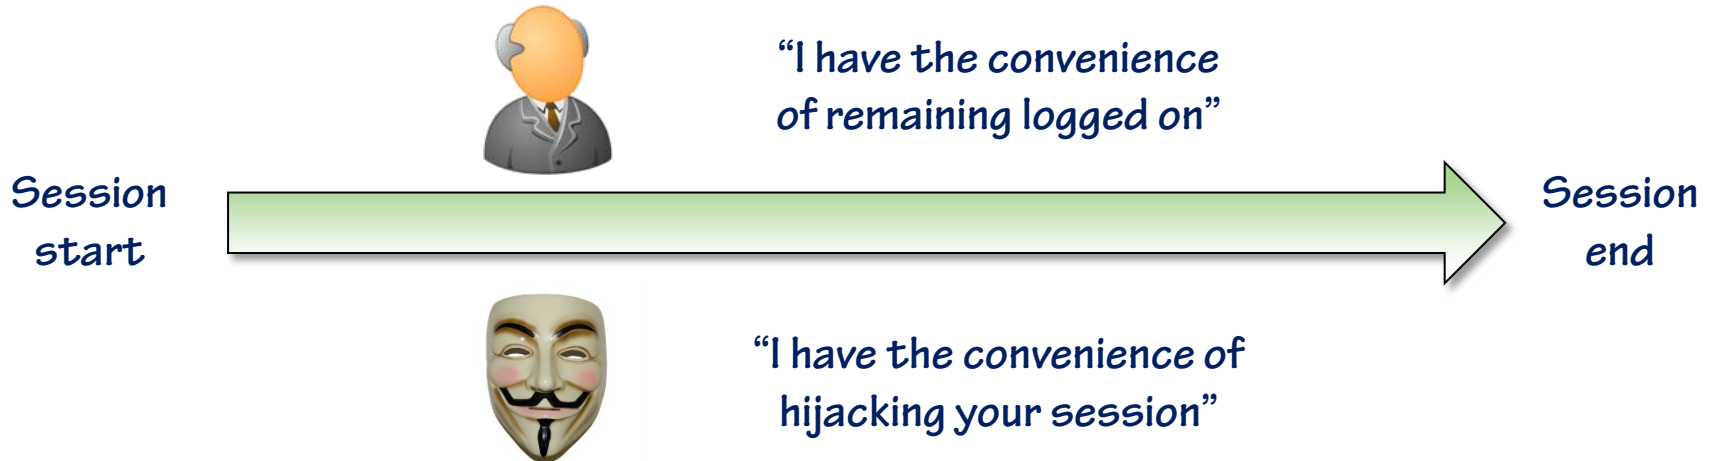 “I have the convenience
of remaining logged on”
Session
start
Session
end
“I have the convenience of
hijacking your session”